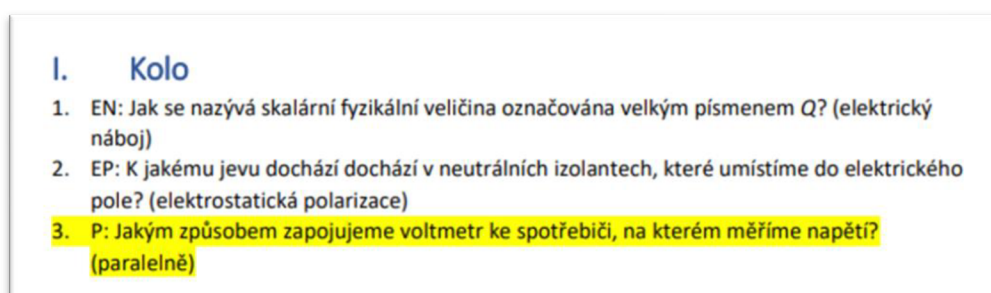 I. Kolo
1. EN: Jak se nazývá skalární fyzikální veličina označována velkým písmenem Q? (elektrický
náboj)
2. EP: K jakému jevu dochází dochází v neutrálních izolantech, které umístíme do elektrického
pole? (elektrostatická polarizace)
3. P: Jakým způsobem zapojujeme voltmetr ke spotřebiči, na kterém měříme napětí?
(paralelně)